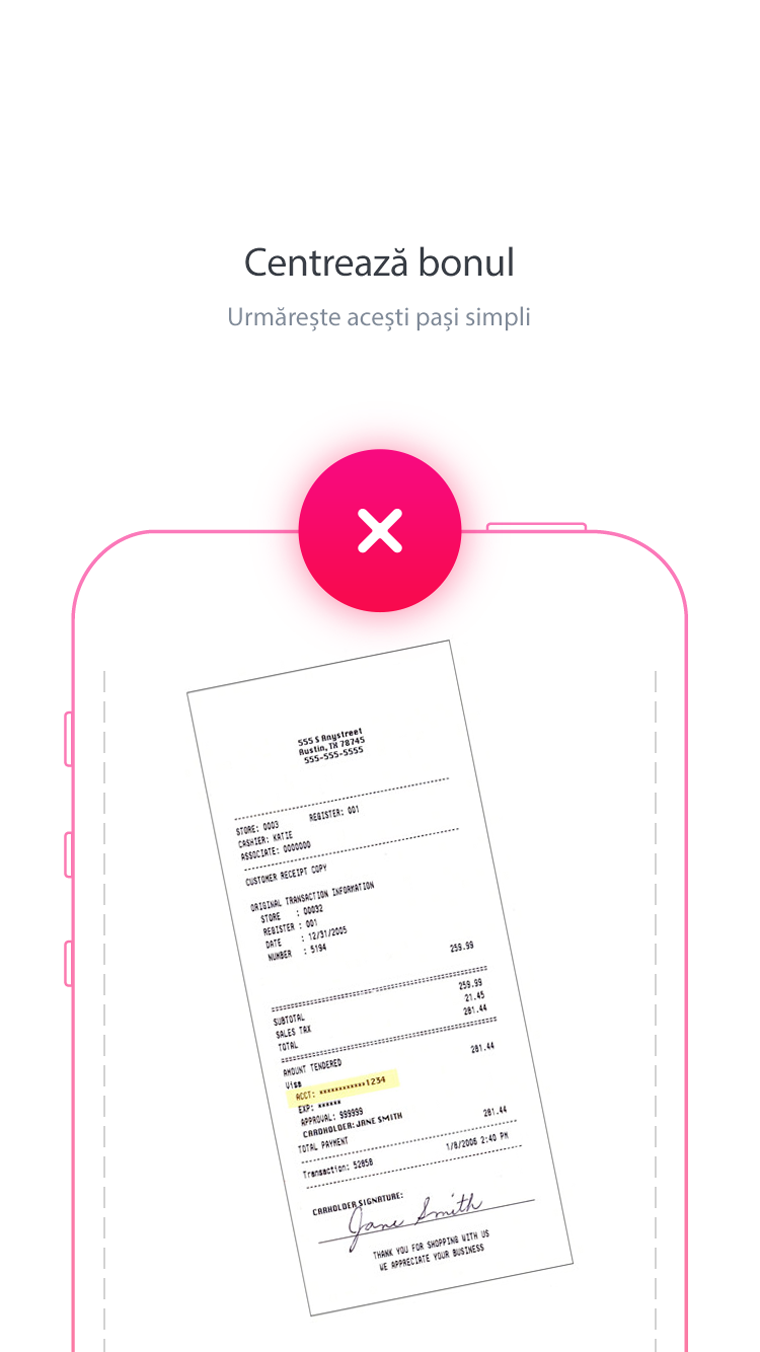 Centrează bonul
Urmărește acești pași simpli
555 S Anystreet
Austin, TX 78745
555-555-5555
STORE: 0003 REGISTER: 001
CASHIER: KATIE
ASSOCIATE: 0000000
CUSTOMER RECEIPT COPY
ORIGINAL TRANSACTION INFORMATION
STORE : 00032
REGISTER : 001
DATE : 12/31/2005
NUMBER : 5194
259.99
SUBTOTAL 259.99
SALES TAX 21.45
TOTAL 281.44
AMOUNT TENDERED
Visa 281.44
ACCT: ************1234
EXP: ******
APPROVAL: 999999
CARDHOLDER: JANE SMITH
TOTAL PAYMENT 281.44
Transaction: 52056 1/8/2006 2:40 PM
CARHOLDER SIGNATURE:
Jane Smith
THANK YOU FOR SHOPPING WITH US
WE APPRECIATE YOUR BUSINESS